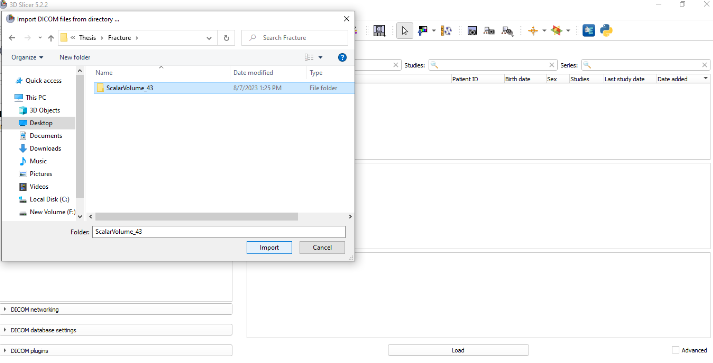 3D Slicer 5.2.2
Import DICOM files from directory ...
« Thesis › Fracture ›
Search Fracture
Organize
New folder
Studies:
Series:
Name
Date modified
Type
Patient ID
Birth date
Sex
Studies
Last study date
Date added
Quick access
ScalarVolume_43
8/7/2023 1:25 PM
File folder
This PC
3D Objects
Desktop
Documents
Downloads
Music
Pictures
Videos
Local Disk (C:)
New Volume (F:)
Folder:
ScalarVolume_43
Import
Cancel
DICOM networking
DICOM database settings
DICOM plugins
Load
Advanced